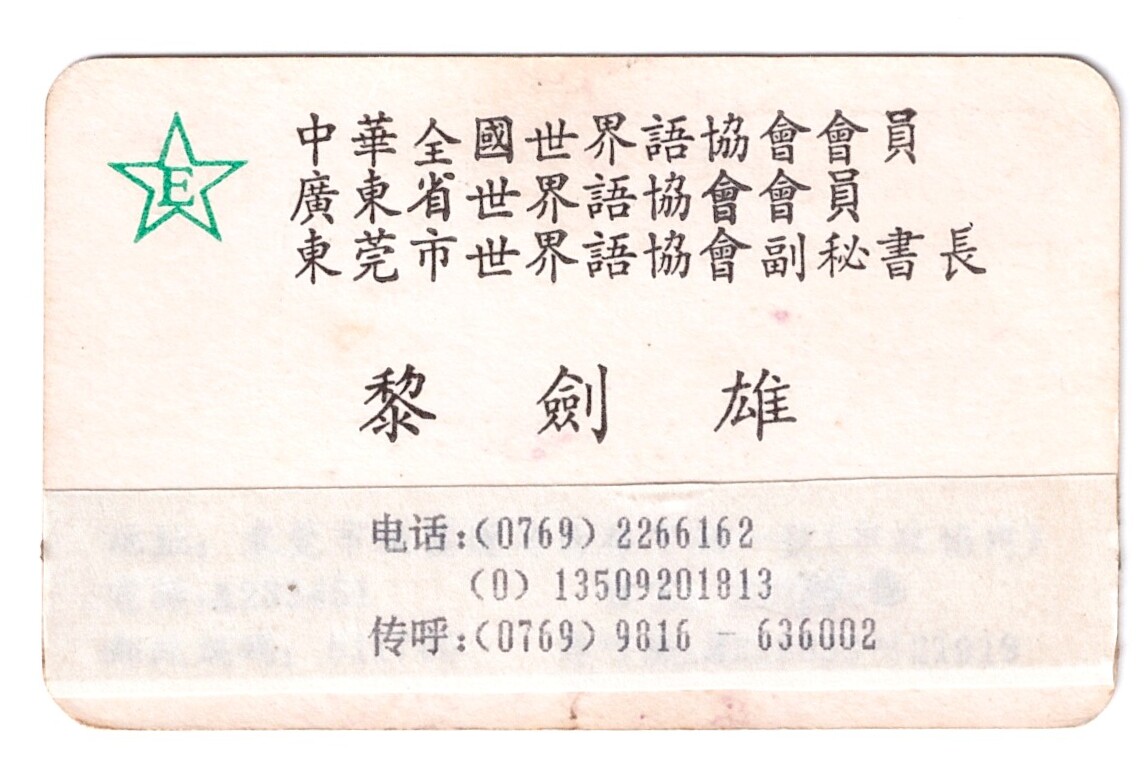 E
中華全國世界語協會會員
廣東省世界語協會會員
東莞市世界語協會副秘書長
黎劍雄
电话:(0769)2266162
(0) 13509201813
传呼:(0769)9816 - 636002